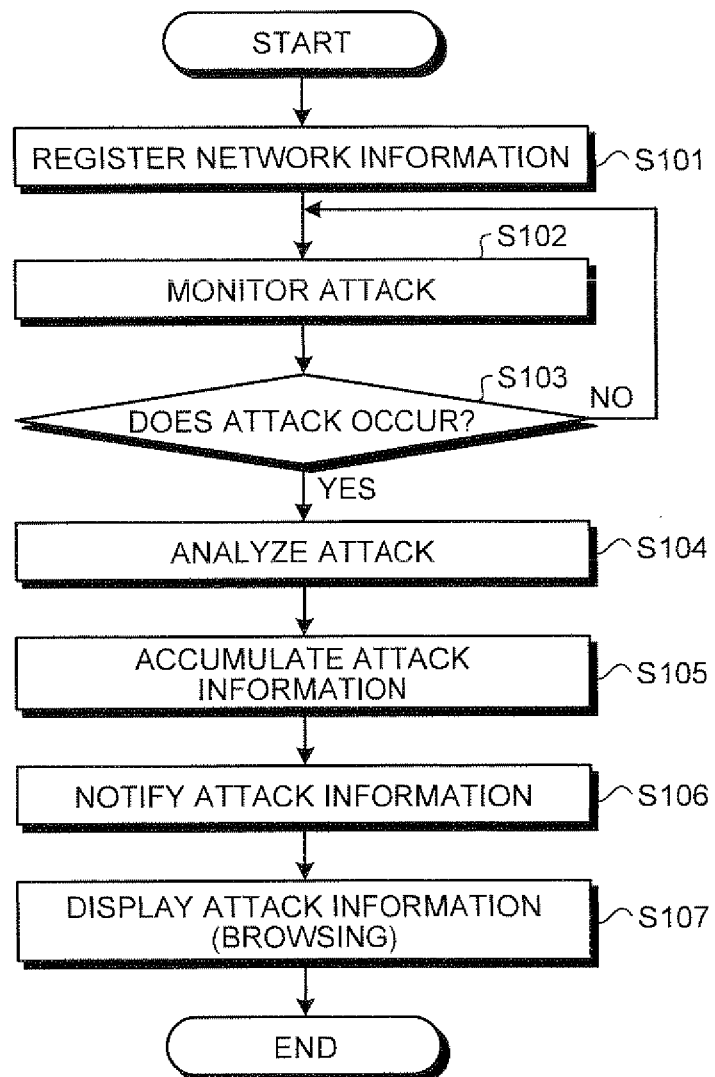 START
REGISTER NETWORK INFORMATION
S101
S102
MONITOR ATTACK
S103
NO
DOES ATTACK OCCUR?
YES
ANALYZE ATTACK
S104
ACCUMULATE ATTACK
INFORMATION
S105
NOTIFY ATTACK INFORMATION
S106
DISPLAY ATTACK INFORMATION
(BROWSING)
S107
END